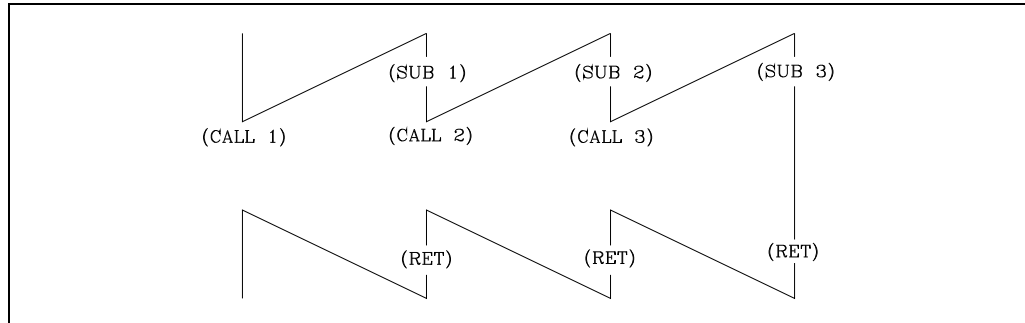 (SUB 1) (SUB 2) (SUB 3)
(CALL 1) (CALL 2) (CALL 3)
(RET) (RET) (RET)